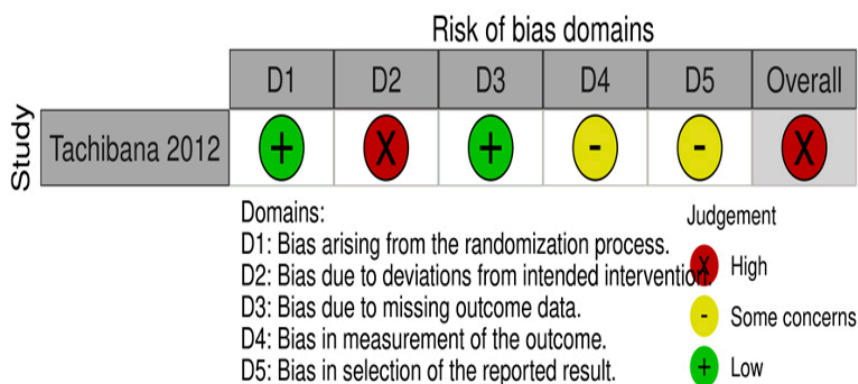 Risk of bias domains
D1 D2 D3 D4 D5 Overall
Study
Tachibana 2012 + X + - - X
Domains:
D1: Bias arising from the randomization process.
D2: Bias due to deviations from intended intervention.
D3: Bias due to missing outcome data.
D4: Bias in measurement of the outcome.
D5: Bias in selection of the reported result.
Judgement
X High
- Some concerns
+ Low